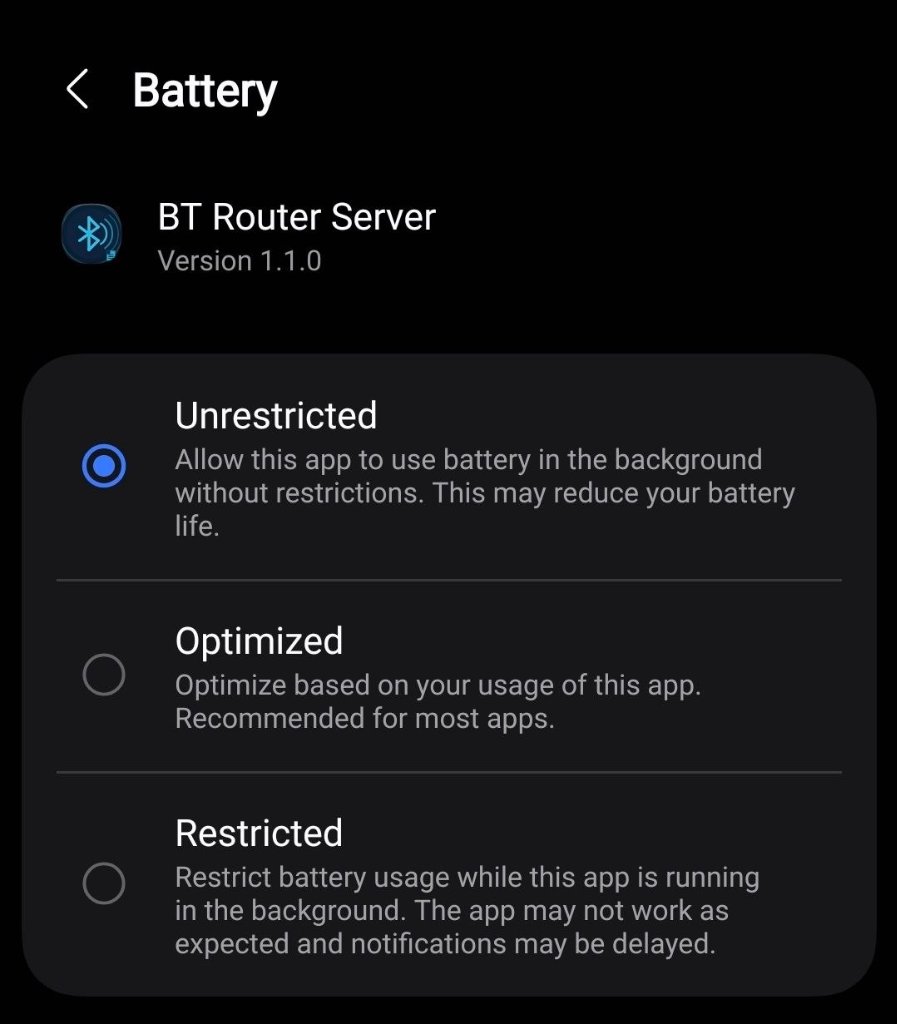 Battery
BT Router Server
Version 1.1.0
Unrestricted
Allow this app to use battery in the background
without restrictions. This may reduce your battery
life.
Optimized
Optimize based on your usage of this app.
Recommended for most apps.
Restricted
Restrict battery usage while this app is running
in the background. The app may not work as
expected and notifications may be delayed.